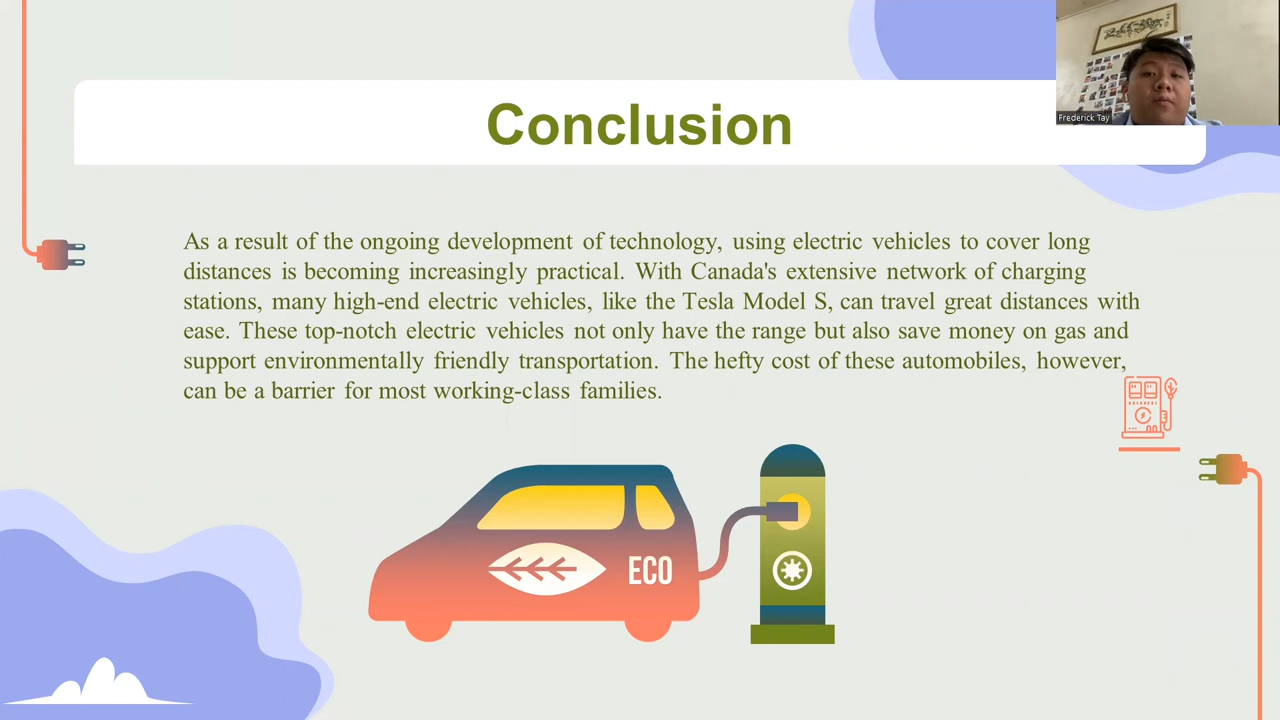 Conclusion
Frederick Tay
As a result of the ongoing development of technology, using electric vehicles to cover long
distances is becoming increasingly practical. With Canada's extensive network of charging
stations, many high-end electric vehicles, like the Tesla Model S, can travel great distances with
ease. These top-notch electric vehicles not only have the range but also save money on gas and
support environmentally friendly transportation. The hefty cost of these automobiles, however,
can be a barrier for most working-class families.
ECO